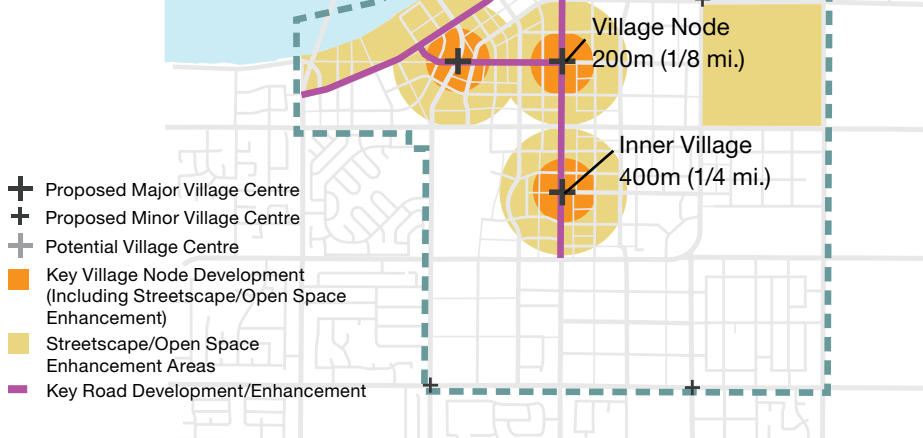 Village Node
200m (1/8 mi.)
Inner Village
400m (1/4 mi.)
Proposed Major Village Centre
Proposed Minor Village Centre
Potential Village Centre
Key Village Node Development
(Including Streetscape/Open Space
Enhancement)
Streetscape/Open Space
Enhancement Areas
Key Road Development/Enhancement